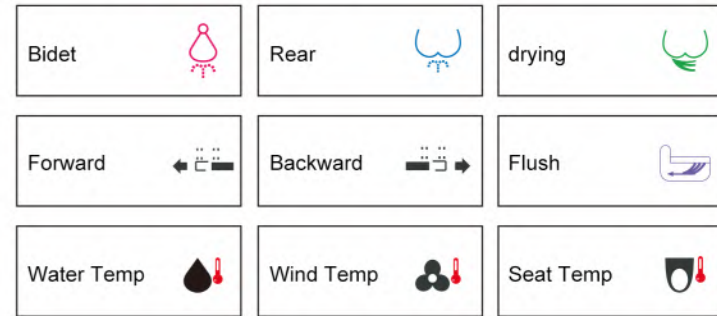 Bidet
Rear
drying
Forward
Backward
Flush
Water Temp
Wind Temp
Seat Temp